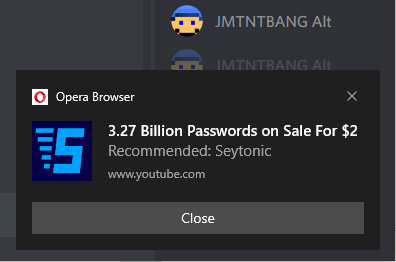 JMTNTBANG Alt
JMTNTBANG Alt
Opera Browser
3.27 Billion Passwords on Sale For $2
Recommended: Seytonic
www.youtube.com
Close